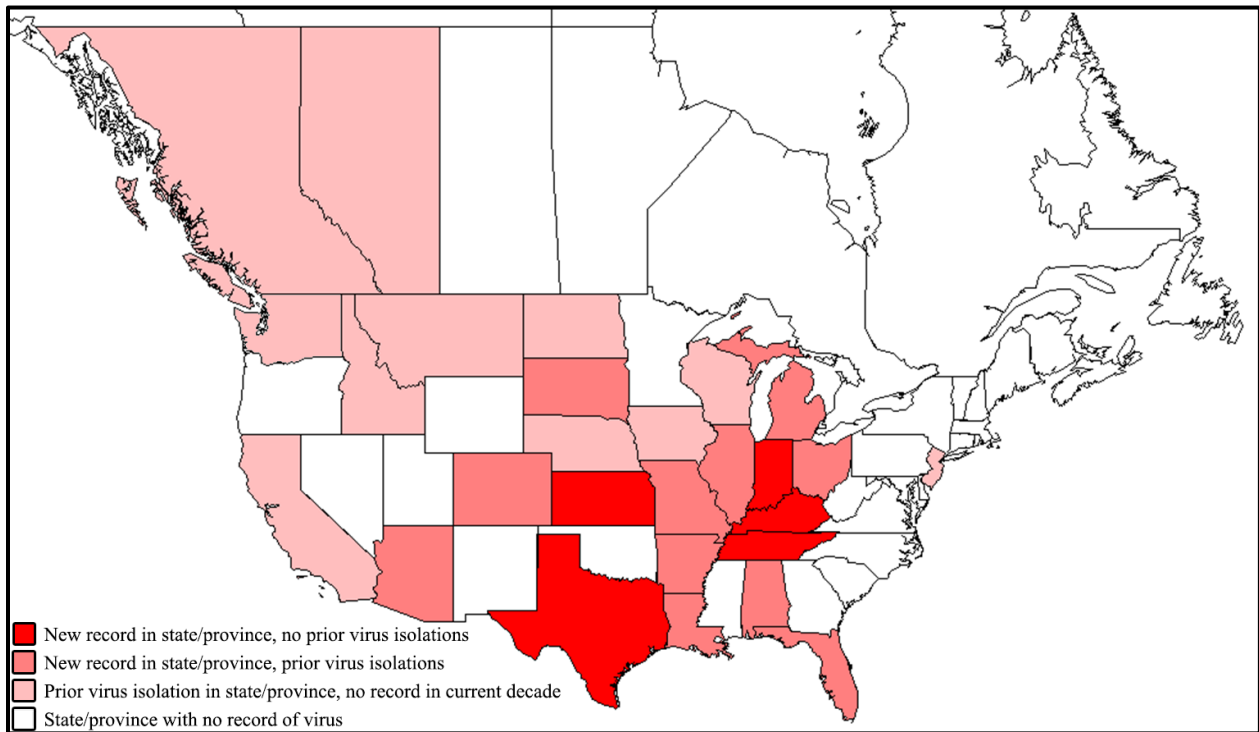 New record in state/province, no prior virus isolations
New record in state/province, prior virus isolations
Prior virus isolation in state/province, no record in current decade
State/province with no record of virus